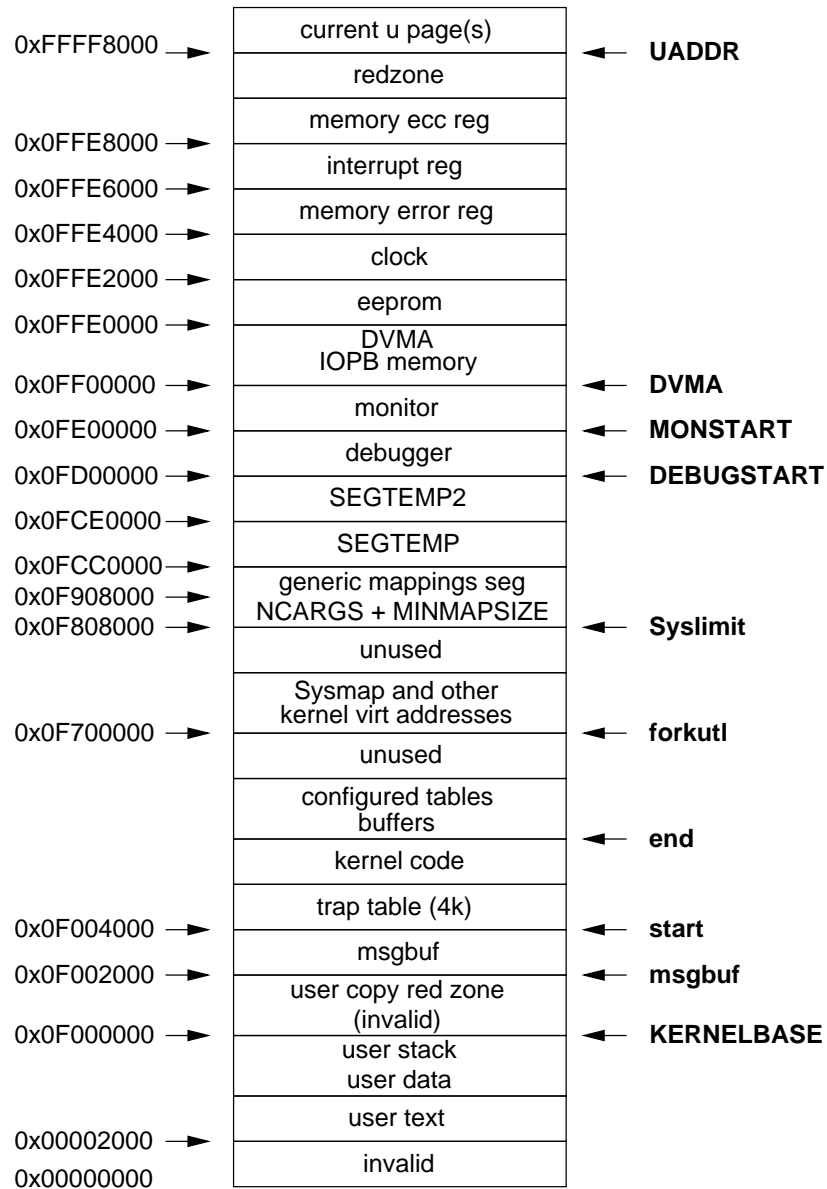 current u page(s)
0xFFFF8000
UADDR
redzone
memory ecc reg
0x0FFE8000
interrupt reg
0x0FFE6000
memory error reg
0x0FFE4000
clock
0x0FFE2000
eeprom
0x0FFE0000
DVMA
IOPB memory
0x0FF00000
DVMA
monitor
0x0FE00000
MONSTART
debugger
0x0FD00000
DEBUGSTART
SEGTEMP2
0x0FCE0000
SEGTEMP
0x0FCC0000
generic mappings seg
0x0F908000
NCARGS + MINMAPSIZE
0x0F808000
Syslimit
unused
Sysmap and other
kernel virt addresses
0x0F700000
forkutl
unused
configured tables
buffers
end
kernel code
trap table (4k)
0x0F004000
start
msgbuf
0x0F002000
msgbuf
user copy red zone
(invalid)
0x0F000000
KERNELBASE
user stack
user data
user text
0x00002000
invalid
0x00000000